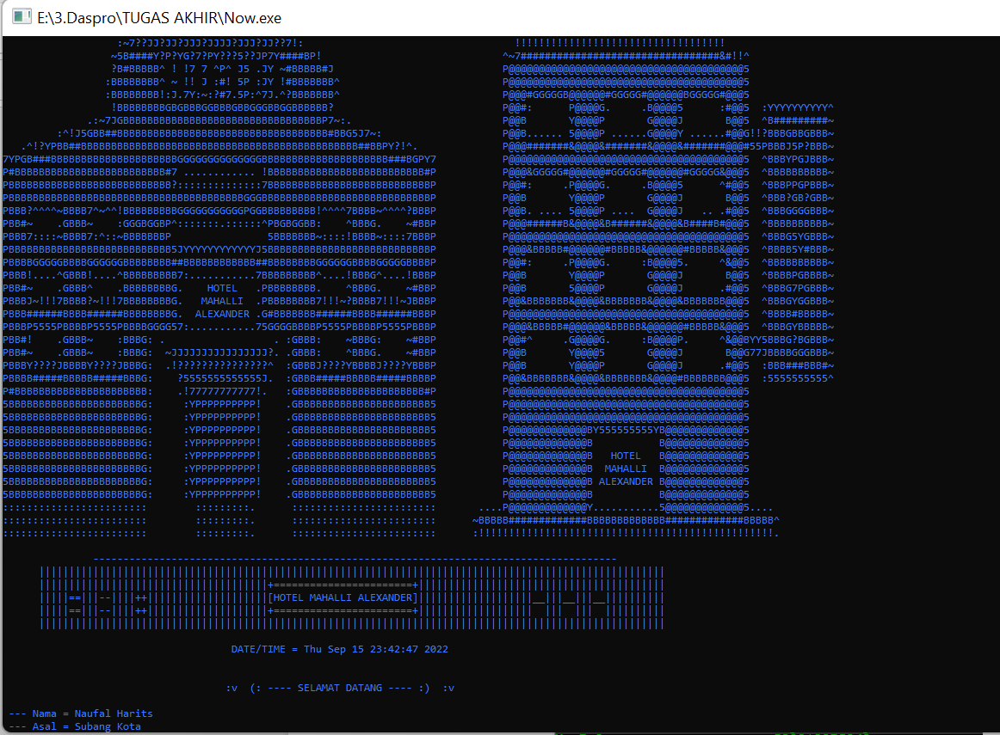 E:\3.Daspro\TUGAS AKHIR\Now.exe
HOTEL
MAHALLI
ALEXANDER
HOTEL
MAHALLI
ALEXANDER
[HOTEL MAHALLI ALEXANDER]
DATE/TIME = Thu Sep 15 23:42:47 2022
:v (: ---- SELAMAT DATANG ---- :) :v
--- Nama = Naufal Harits
--- Asal = Subang Kota